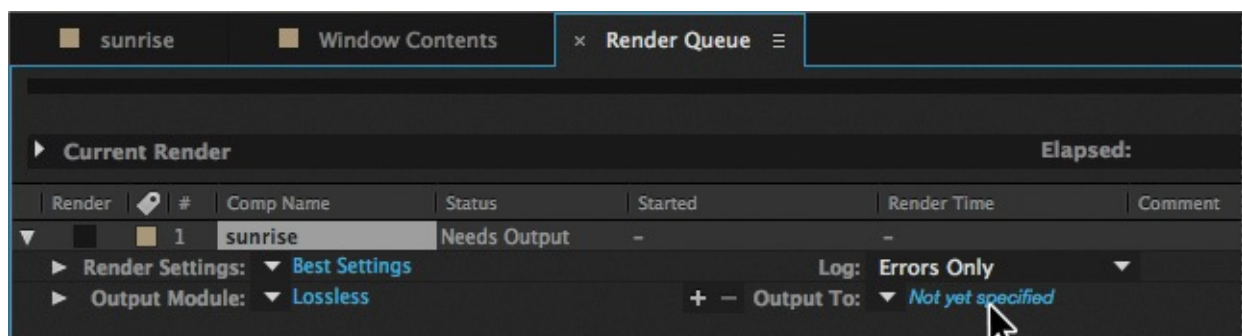 sunrise Window Contents × Render Queue ≡
Current Render Elapsed:
Render # Comp Name Status Started Render Time Comment
1 sunrise Needs Output - -
Render Settings: Best Settings Log: Errors Only
Output Module: Lossless + - Output To: Not yet specified